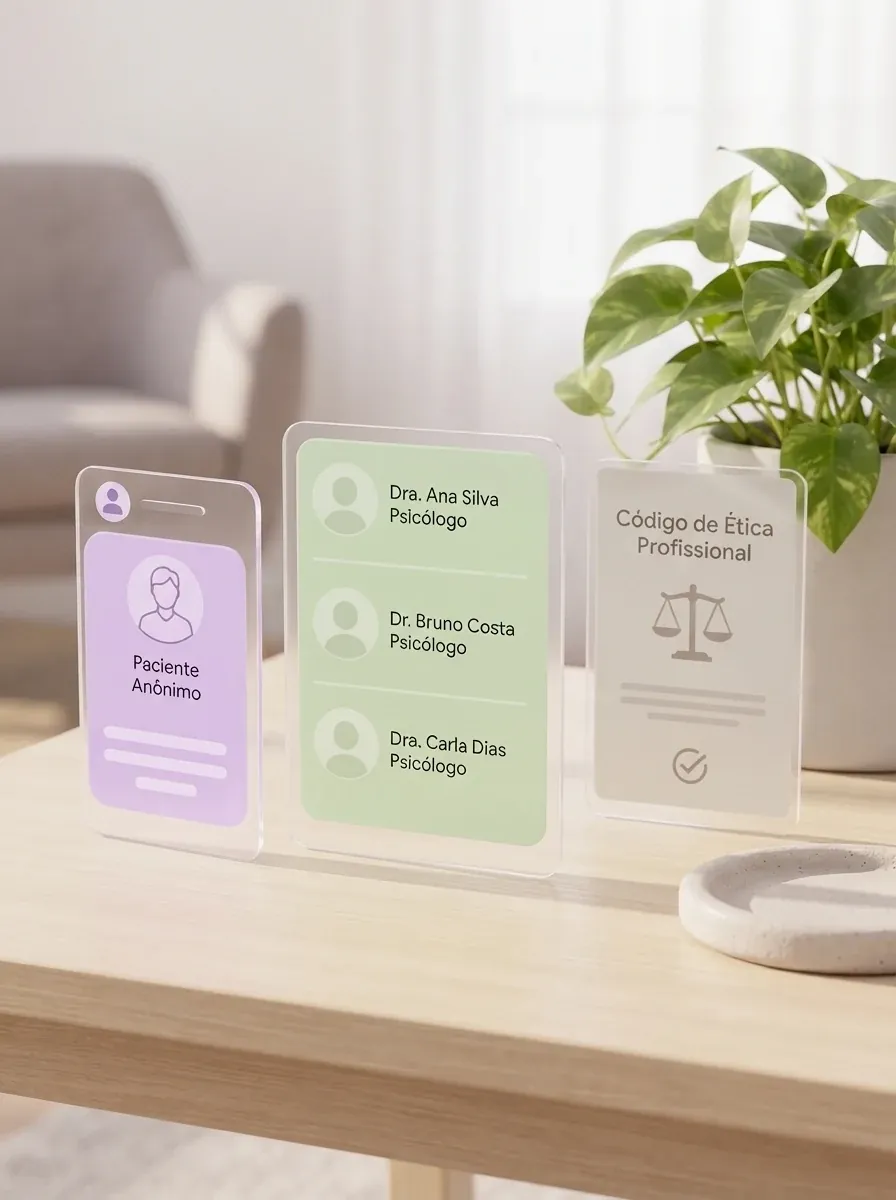 Paciente
Anônimo
Dra. Ana Silva
Psicólogo
Dr. Bruno Costa
Psicólogo
Dra. Carla Dias
Psicólogo
Código de Ética
Profissional